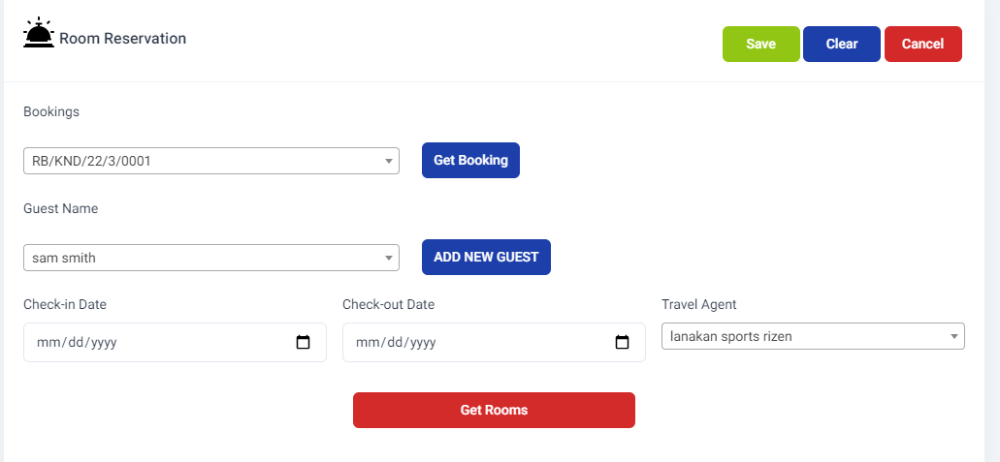 Room Reservation
Save Clear Cancel
Bookings
RB/KND/22/3/0001 Get Booking
Guest Name
sam smith ADD NEW GUEST
Check-in Date Check-out Date Travel Agent
mm/dd/yyyy mm/dd/yyyy lanakan sports rizen
Get Rooms